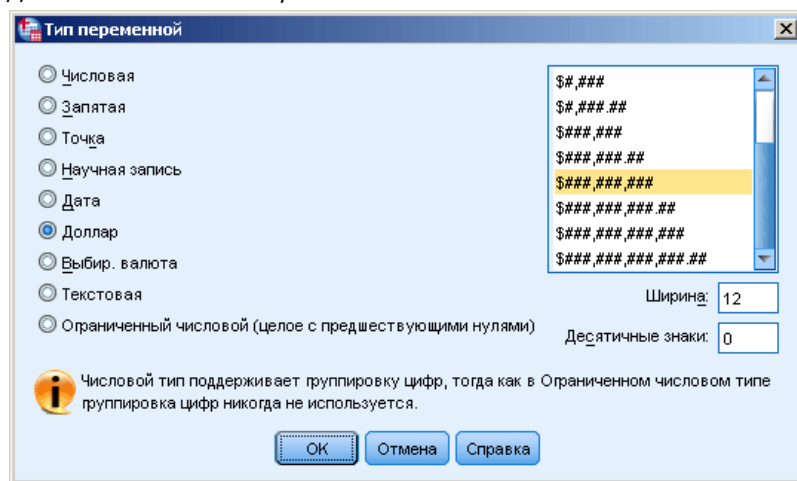 Тип переменной
Числовая
Запятая
Точка
Научная запись
Дата
Доллар
Выбир. валюта
Текстовая
Ограниченный числовой (целое с предшествующими нулями)
$#,###
$#,###.##
$###,###
$###,###.##
$###,###,###
$###,###,###.##
$###,###,###,###
$###,###,###,###.##
Ширина: 12
Десятичные знаки: 0
Числовой тип поддерживает группировку цифр, тогда как в Ограниченном числовом типе
группировка цифр никогда не используется.
ОК Отмена Справка